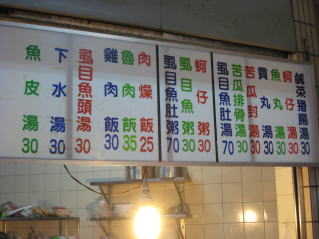 鹹菜豬腸湯 30
蚵仔湯 30
魚丸湯 30
貢丸湯 30
苦瓜封湯 30
苦瓜排骨湯 50
虱目魚肚湯 70
蚵仔粥 30
虱目魚粥 30
虱目魚肚粥 70
肉燥飯 25
魯肉飯 35
雞肉飯 30
虱目魚頭湯 30
下水湯 30
魚皮湯 30